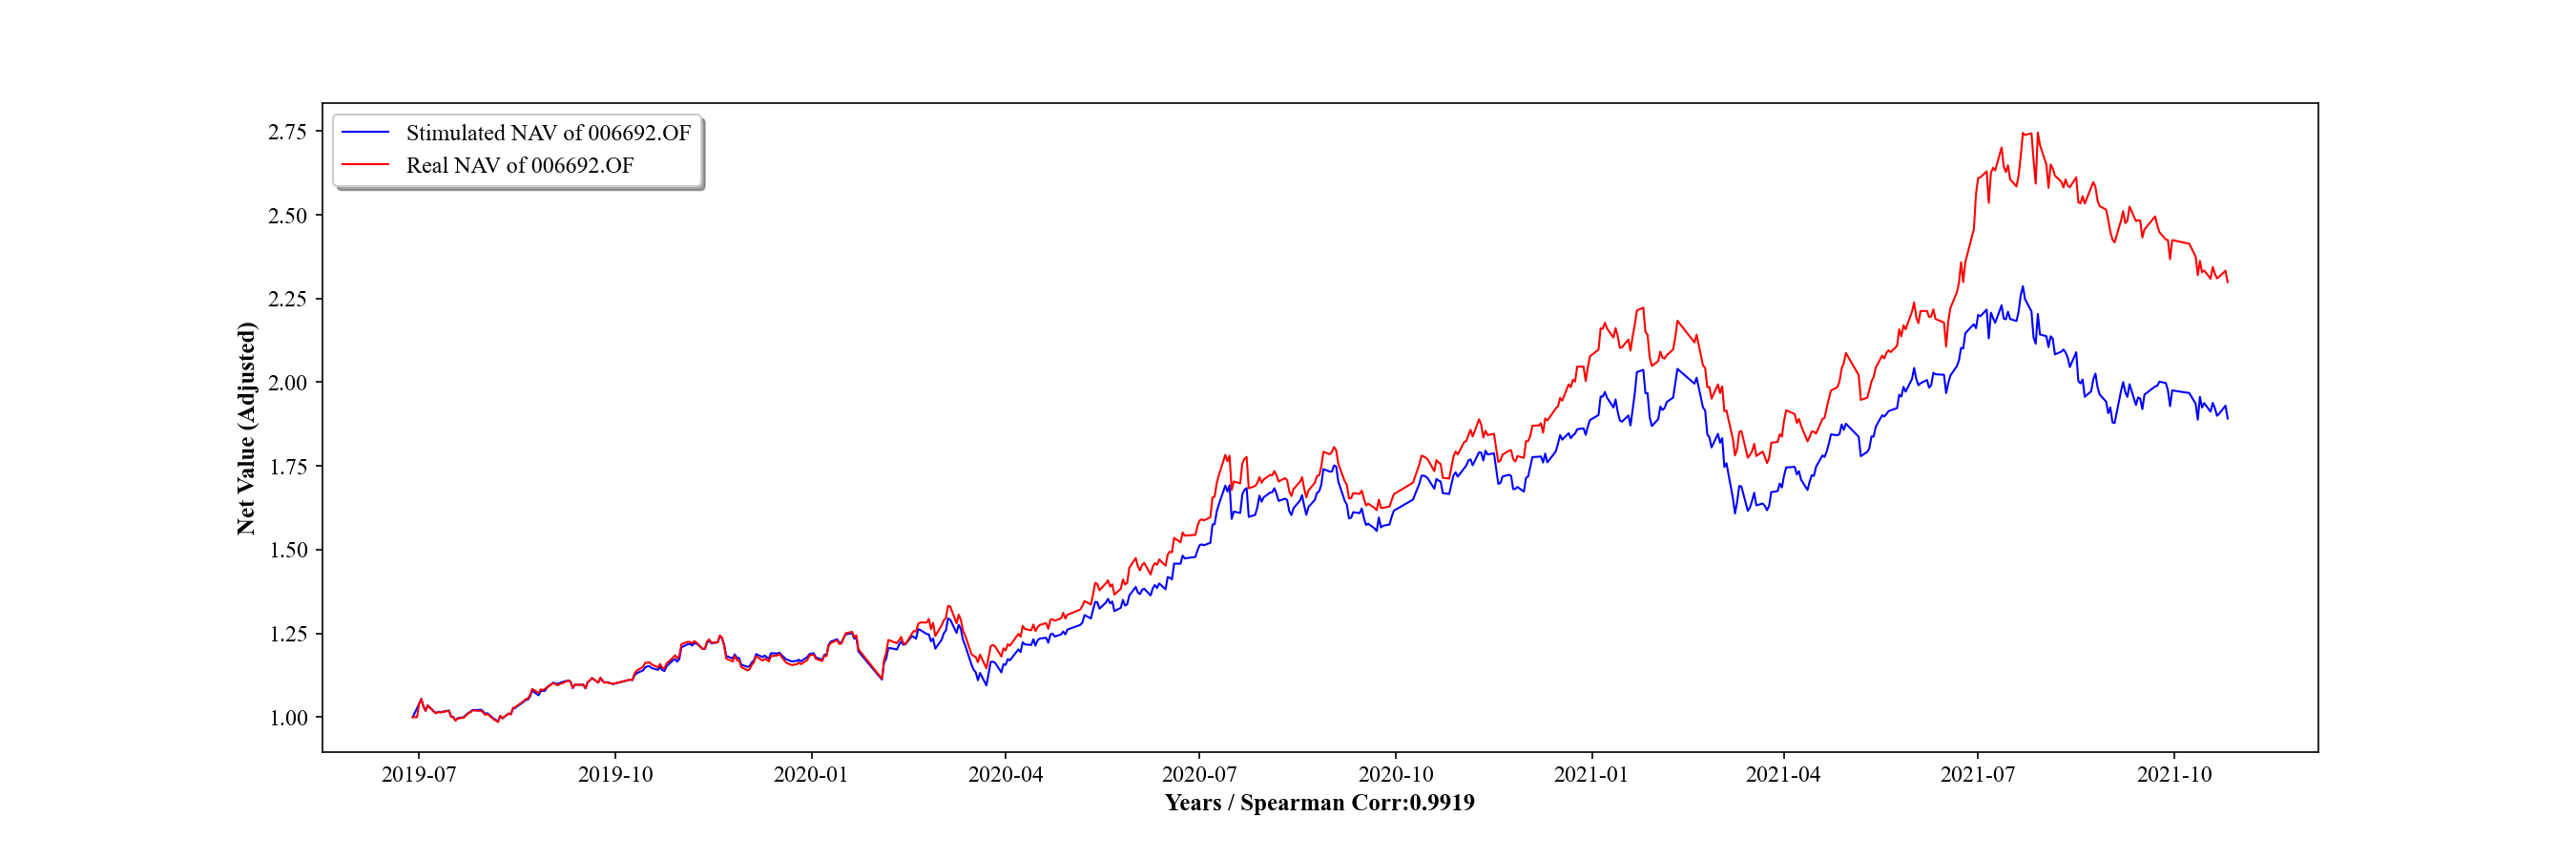 Stimulated NAV of 006692.OF
Real NAV of 006692.OF
Net Value (Adjusted)
2.75
2.50
2.25
2.00
1.75
1.50
1.25
1.00
2019-07 2019-10 2020-01 2020-04 2020-07 2020-10 2021-01 2021-04 2021-07 2021-10
Years / Spearman Corr:0.9919